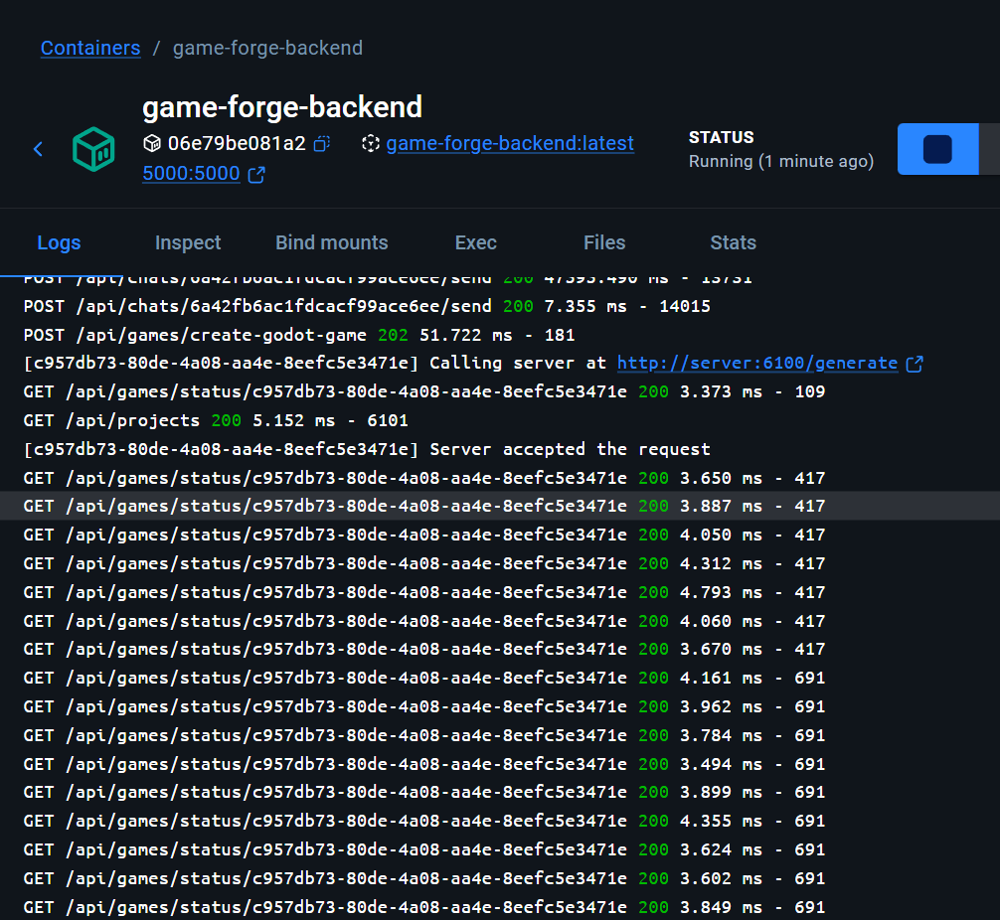 Containers / game-forge-backend
game-forge-backend
06e79be081a2 game-forge-backend:latest
5000:5000
STATUS
Running (1 minute ago)
Logs Inspect Bind mounts Exec Files Stats
POST /api/chats/6a42fb6ac1fdcacf99ace6ee/send 200 47395.490 ms - 13731
POST /api/chats/6a42fb6ac1fdcacf99ace6ee/send 200 7.355 ms - 14015
POST /api/games/create-godot-game 202 51.722 ms - 181
[c957db73-80de-4a08-aa4e-8eefc5e3471e] Calling server at http://server:6100/generate
GET /api/games/status/c957db73-80de-4a08-aa4e-8eefc5e3471e 200 3.373 ms - 109
GET /api/projects 200 5.152 ms - 6101
[c957db73-80de-4a08-aa4e-8eefc5e3471e] Server accepted the request
GET /api/games/status/c957db73-80de-4a08-aa4e-8eefc5e3471e 200 3.650 ms - 417
GET /api/games/status/c957db73-80de-4a08-aa4e-8eefc5e3471e 200 3.887 ms - 417
GET /api/games/status/c957db73-80de-4a08-aa4e-8eefc5e3471e 200 4.050 ms - 417
GET /api/games/status/c957db73-80de-4a08-aa4e-8eefc5e3471e 200 4.312 ms - 417
GET /api/games/status/c957db73-80de-4a08-aa4e-8eefc5e3471e 200 4.793 ms - 417
GET /api/games/status/c957db73-80de-4a08-aa4e-8eefc5e3471e 200 4.060 ms - 417
GET /api/games/status/c957db73-80de-4a08-aa4e-8eefc5e3471e 200 3.670 ms - 417
GET /api/games/status/c957db73-80de-4a08-aa4e-8eefc5e3471e 200 4.161 ms - 691
GET /api/games/status/c957db73-80de-4a08-aa4e-8eefc5e3471e 200 3.962 ms - 691
GET /api/games/status/c957db73-80de-4a08-aa4e-8eefc5e3471e 200 3.784 ms - 691
GET /api/games/status/c957db73-80de-4a08-aa4e-8eefc5e3471e 200 3.494 ms - 691
GET /api/games/status/c957db73-80de-4a08-aa4e-8eefc5e3471e 200 3.899 ms - 691
GET /api/games/status/c957db73-80de-4a08-aa4e-8eefc5e3471e 200 4.355 ms - 691
GET /api/games/status/c957db73-80de-4a08-aa4e-8eefc5e3471e 200 3.624 ms - 691
GET /api/games/status/c957db73-80de-4a08-aa4e-8eefc5e3471e 200 3.602 ms - 691
GET /api/games/status/c957db73-80de-4a08-aa4e-8eefc5e3471e 200 3.849 ms - 691